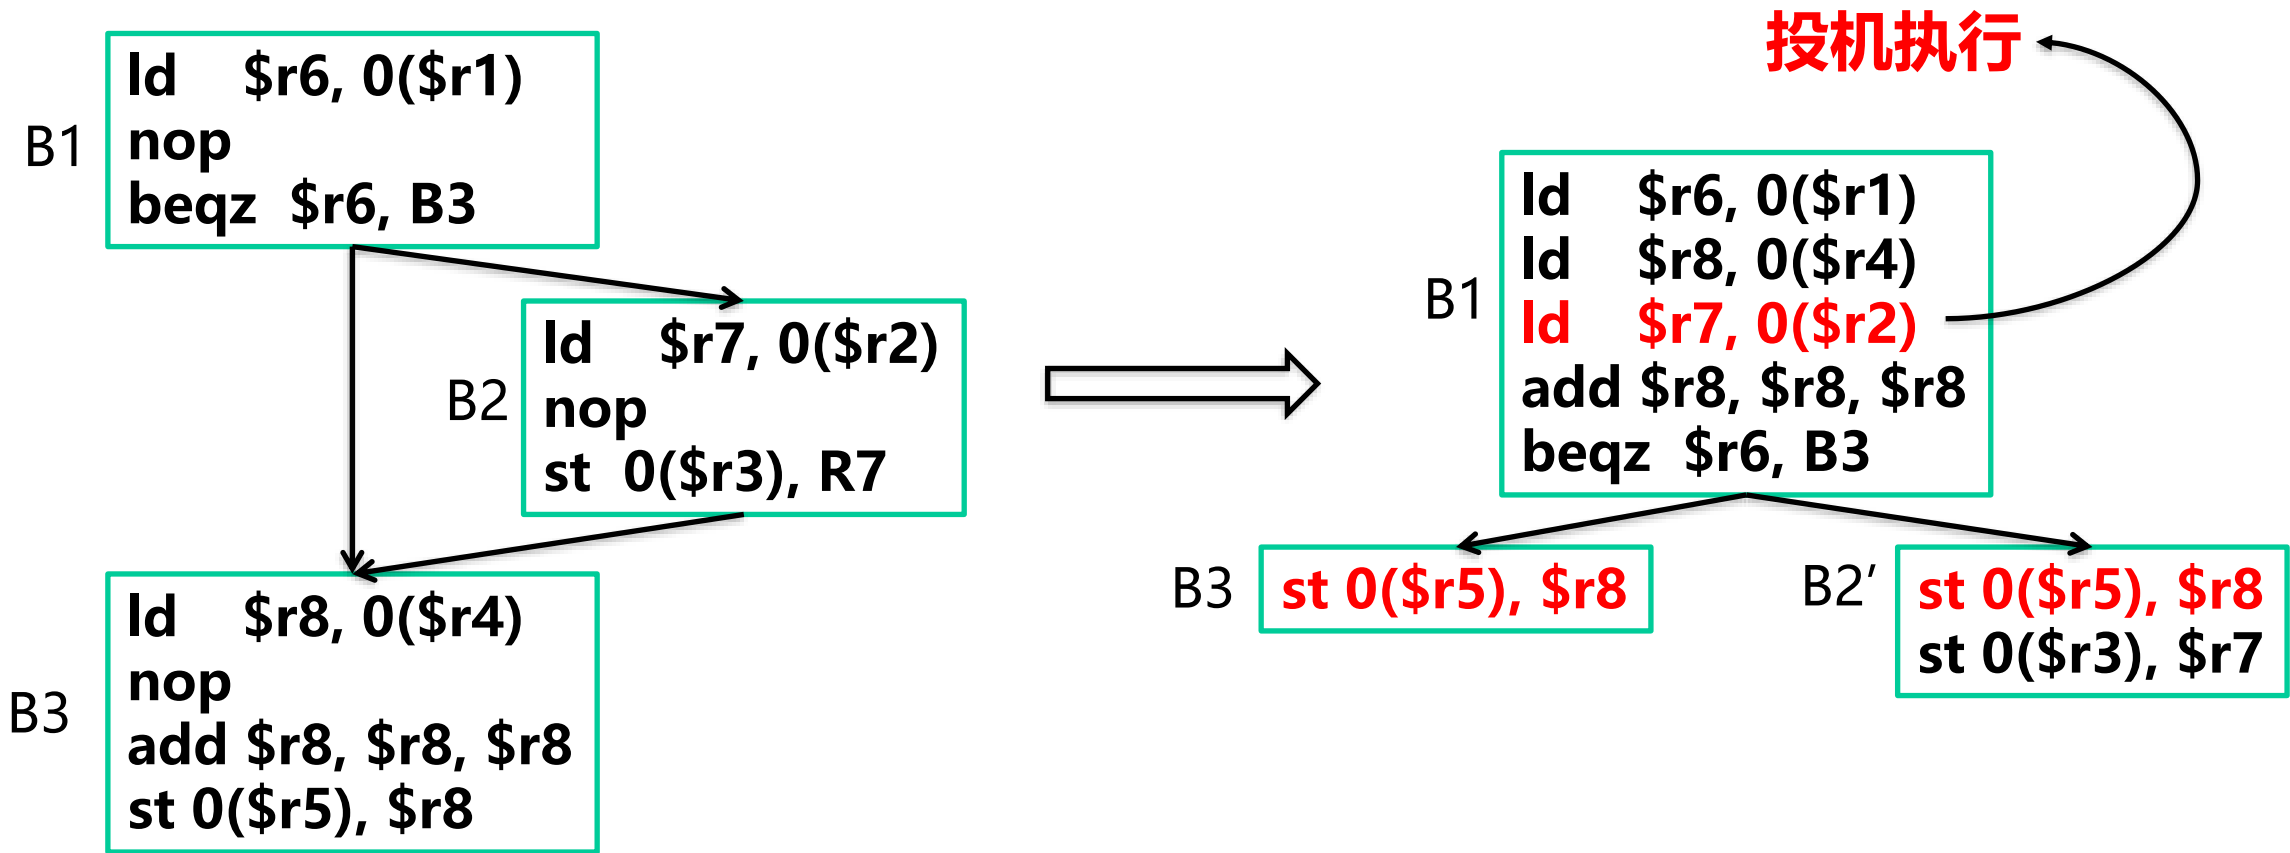 B1
ld $r6, 0($r1)
nop
beqz $r6, B3
B2
ld $r7, 0($r2)
nop
st 0($r3), R7
B3
ld $r8, 0($r4)
nop
add $r8, $r8, $r8
st 0($r5), $r8
投机执行
B1
ld $r6, 0($r1)
ld $r8, 0($r4)
ld $r7, 0($r2)
add $r8, $r8, $r8
beqz $r6, B3
B3
st 0($r5), $r8
B2′
st 0($r5), $r8
st 0($r3), $r7